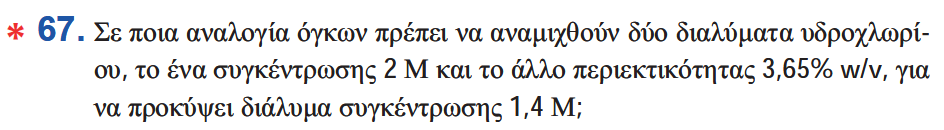 * 67. Σε ποια αναλογία όγκων πρέπει να αναμιχθούν δύο διαλύματα υδροχλωρί-
ου, το ένα συγκέντρωσης 2 Μ και το άλλο περιεκτικότητας 3,65% w/v, για
να προκύψει διάλυμα συγκέντρωσης 1,4 Μ;